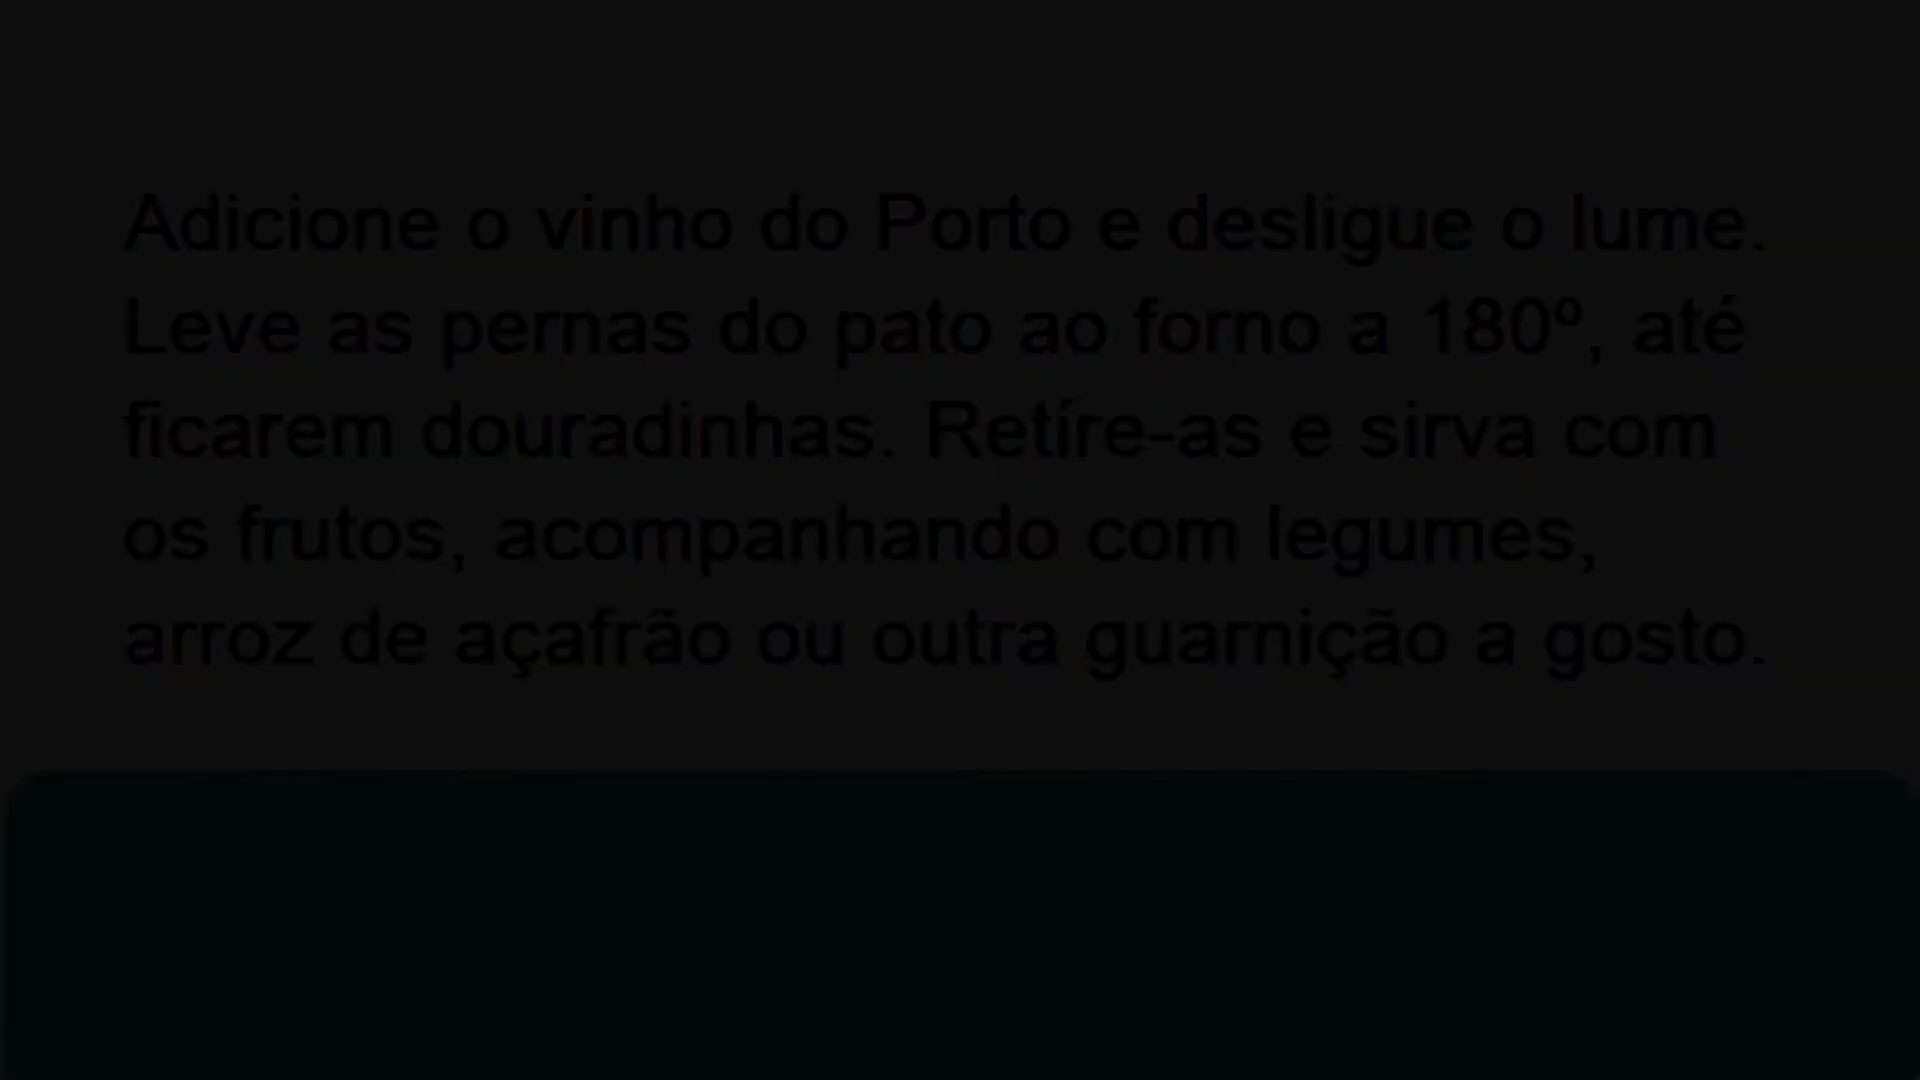 Adicione o vinho do Porto e desligue o lume.
Leve as pernas do pato ao forno a 180º, até
ficarem douradinhas. Retíre-as e sirva com
os frutos, acompanhando com legumes,
arroz de açafrão ou outra guarnição a gosto.